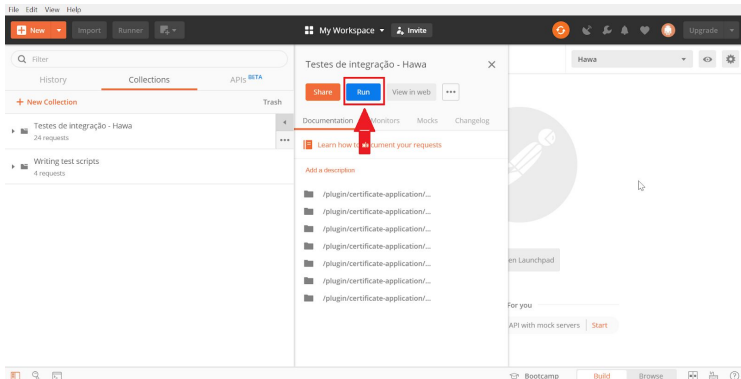 File Edit View Help
New Import Runner My Workspace Invite Upgrade
Filter
History Collections APIs BETA
+ New Collection Trash
Testes de integração - Hawa
24 requests
Writing test scripts
4 requests
Testes de integração - Hawa
Share Run View in web
Documentation Monitors Mocks Changelog
Learn how to document your requests
Add a description
/plugin/certificate-application/...
/plugin/certificate-application/...
/plugin/certificate-application/...
/plugin/certificate-application/...
/plugin/certificate-application/...
/plugin/certificate-application/...
/plugin/certificate-application/...
Hawa
en Launchpad
For you
API with mock servers Start
Bootcamp Build Browse